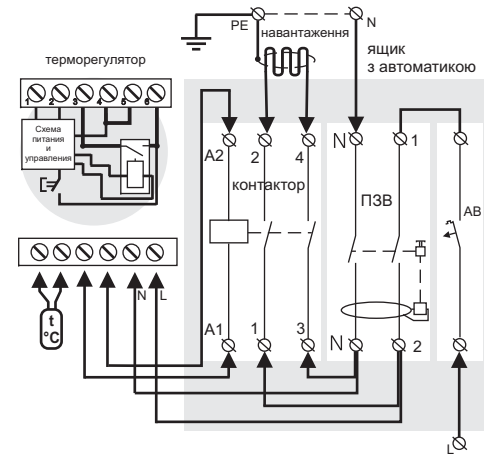 PE
N
навантаження
терморегулятор
ящик
з автоматикою
1 2 3 4 5 6
Схема
питания
и
управления
A2
2
4
N
1
контактор
ПЗВ
АВ
N L
t
°C
A1
1
3
N
2
L